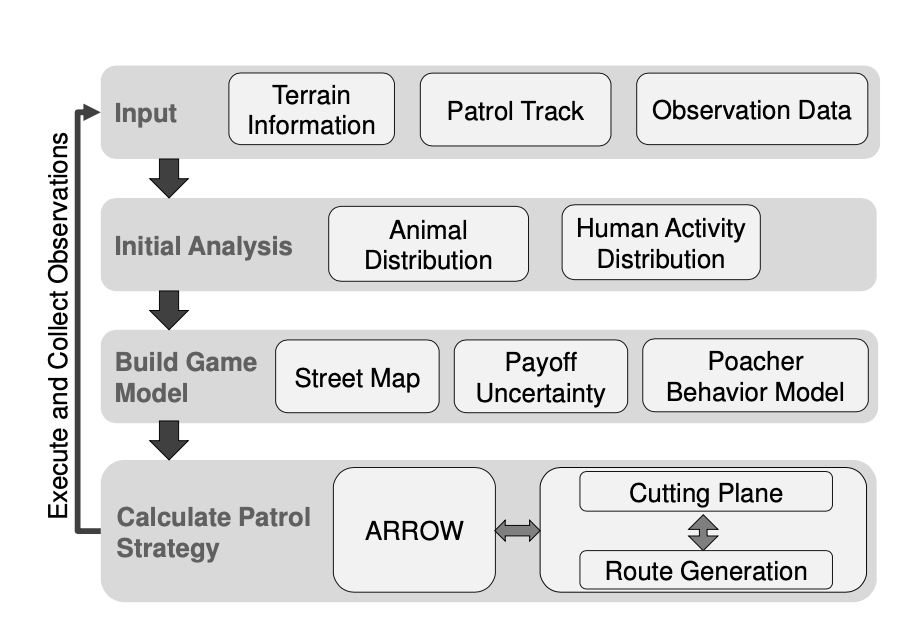 Execute and Collect Observations
Input
Terrain
Information
Patrol Track
Observation Data
Initial Analysis
Animal
Distribution
Human Activity
Distribution
Build Game
Model
Street Map
Payoff
Uncertainty
Poacher
Behavior Model
Calculate Patrol
Strategy
ARROW
Cutting Plane
Route Generation